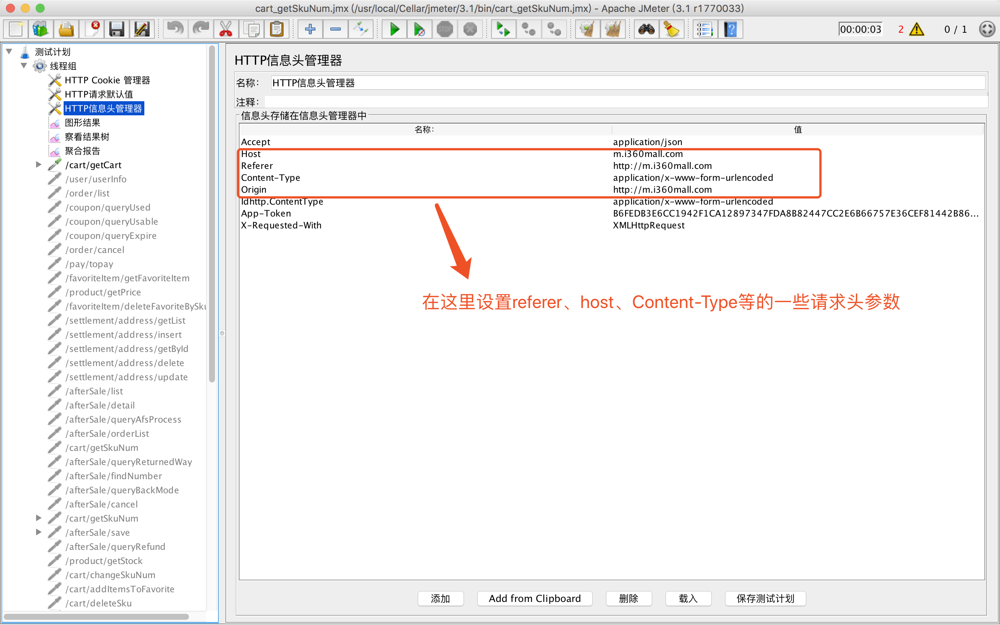 cart_getSkuNum.jmx (/usr/local/Cellar/jmeter/3.1/bin/cart_getSkuNum.jmx) - Apache JMeter (3.1 r1770033)
STOP
00:00:03
2
0 / 1
测试计划
线程组
HTTP Cookie 管理器
HTTP请求默认值
HTTP信息头管理器
图形结果
察看结果树
聚合报告
/cart/getCart
/user/userInfo
/order/list
/coupon/queryUsed
/coupon/queryUsable
/coupon/queryExpire
/order/cancel
/pay/topay
/favoriteItem/getFavoriteItem
/product/getPrice
/favoriteItem/deleteFavoriteBySku
/settlement/address/getList
/settlement/address/insert
/settlement/address/getById
/settlement/address/delete
/settlement/address/update
/afterSale/list
/afterSale/detail
/afterSale/queryAfsProcess
/afterSale/orderList
/cart/getSkuNum
/afterSale/queryReturnedWay
/afterSale/findNumber
/afterSale/queryBackMode
/afterSale/cancel
/cart/getSkuNum
/afterSale/save
/afterSale/queryRefund
/product/getStock
/cart/changeSkuNum
/cart/addItemsToFavorite
/cart/deleteSku
HTTP信息头管理器
名称： HTTP信息头管理器
注释：
信息头存储在信息头管理器中
名称： 值
Accept application/json
Host m.i360mall.com
Referer http://m.i360mall.com
Content-Type application/x-www-form-urlencoded
Origin http://m.i360mall.com
ldhttp.ContentType application/x-www-form-urlencoded
App-Token B6FEDB3E6CC1942F1CA12897347FDA8B82447CC2E6B66757E36CEF81442B86...
X-Requested-With XMLHttpRequest
在这里设置referer、host、Content-Type等的一些请求头参数
添加 Add from Clipboard 删除 载入 保存测试计划